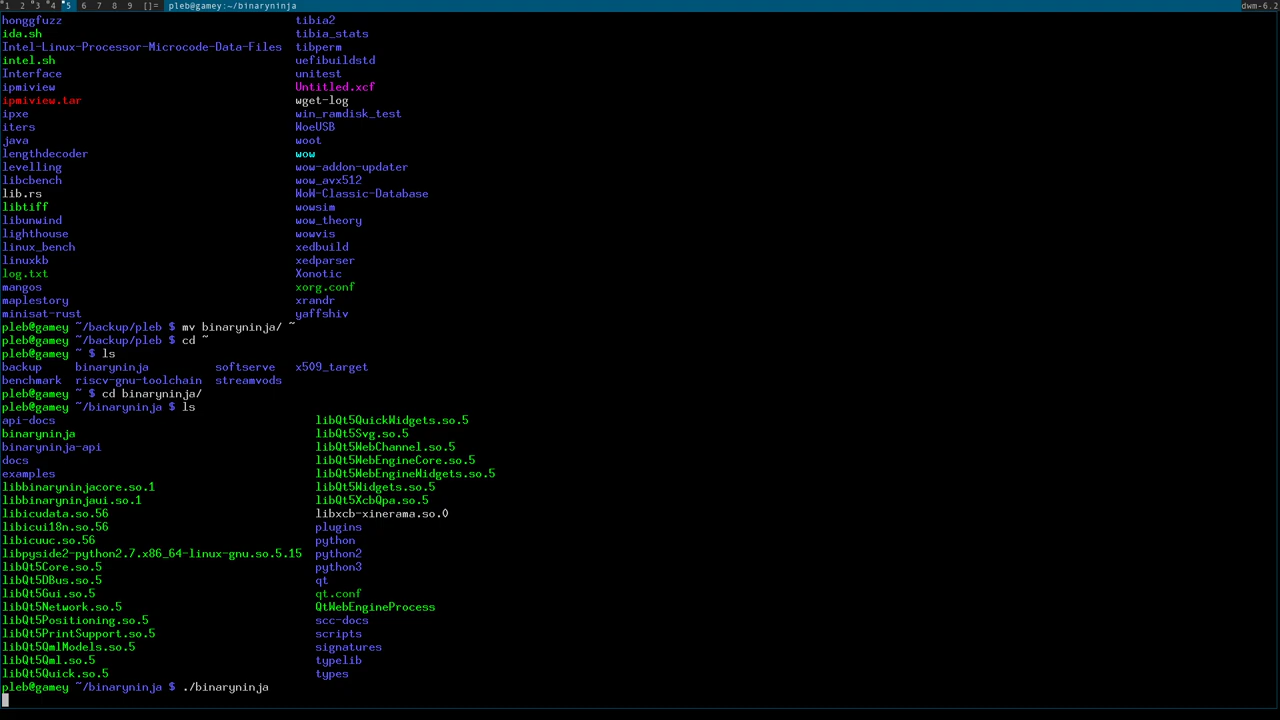 1 2 3 4 5 6 7 8 9 []= pleb@gamey:~/binaryninja dwm-6.2
honggfuzz tibia2
ida.sh tibia_stats
Intel-Linux-Processor-Microcode-Data-Files tibperm
intel.sh uefibuildstd
Interface unitest
ipmiview Untitled.xcf
ipmiview.tar wget-log
ipxe win_ramdisk_test
iters WoeUSB
java woot
lengthdecoder wow
levelling wow-addon-updater
libcbench wow_avx512
lib.rs WoW-Classic-Database
libtiff wowsim
libunwind wow_theory
lighthouse wowvis
linux_bench xedbuild
linuxkb xedparser
log.txt Xonotic
mangos xorg.conf
maplestory xrandr
minisat-rust yaffshiv
pleb@gamey ~/backup/pleb $ mv binaryninja/ ~
pleb@gamey ~/backup/pleb $ cd ~
pleb@gamey ~ $ ls
backup binaryninja softserve x509_target
benchmark riscv-gnu-toolchain streamvods
pleb@gamey ~ $ cd binaryninja/
pleb@gamey ~/binaryninja $ ls
api-docs libQt5QuickWidgets.so.5
binaryninja libQt5Svg.so.5
binaryninja-api libQt5WebChannel.so.5
docs libQt5WebEngineCore.so.5
examples libQt5WebEngineWidgets.so.5
libbinaryninjacore.so.1 libQt5Widgets.so.5
libbinaryninjaui.so.1 libQt5XcbQpa.so.5
libicudata.so.56 libxcb-xinerama.so.0
libicui18n.so.56 plugins
libicuuc.so.56 python
libpyside2-python2.7.x86_64-linux-gnu.so.5.15 python2
libQt5Core.so.5 python3
libQt5DBus.so.5 qt
libQt5Gui.so.5 qt.conf
libQt5Network.so.5 QtWebEngineProcess
libQt5Positioning.so.5 scc-docs
libQt5PrintSupport.so.5 scripts
libQt5QmlModels.so.5 signatures
libQt5Qml.so.5 typelib
libQt5Quick.so.5 types
pleb@gamey ~/binaryninja $ ./binaryninja